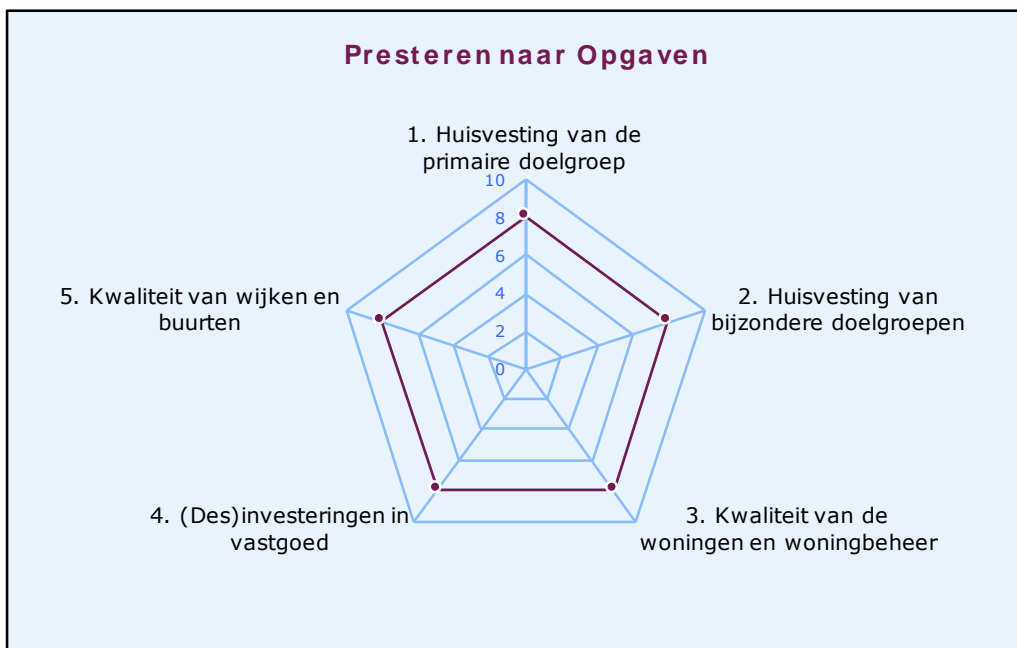 Presteren naar Opgaven
1. Huisvesting van de
primaire doelgroep
10
8
6
4
2
0
5. Kwaliteit van wijken en
buurten
2. Huisvesting van
bijzondere doelgroepen
4. (Des)investeringen in
vastgoed
3. Kwaliteit van de
woningen en woningbeheer